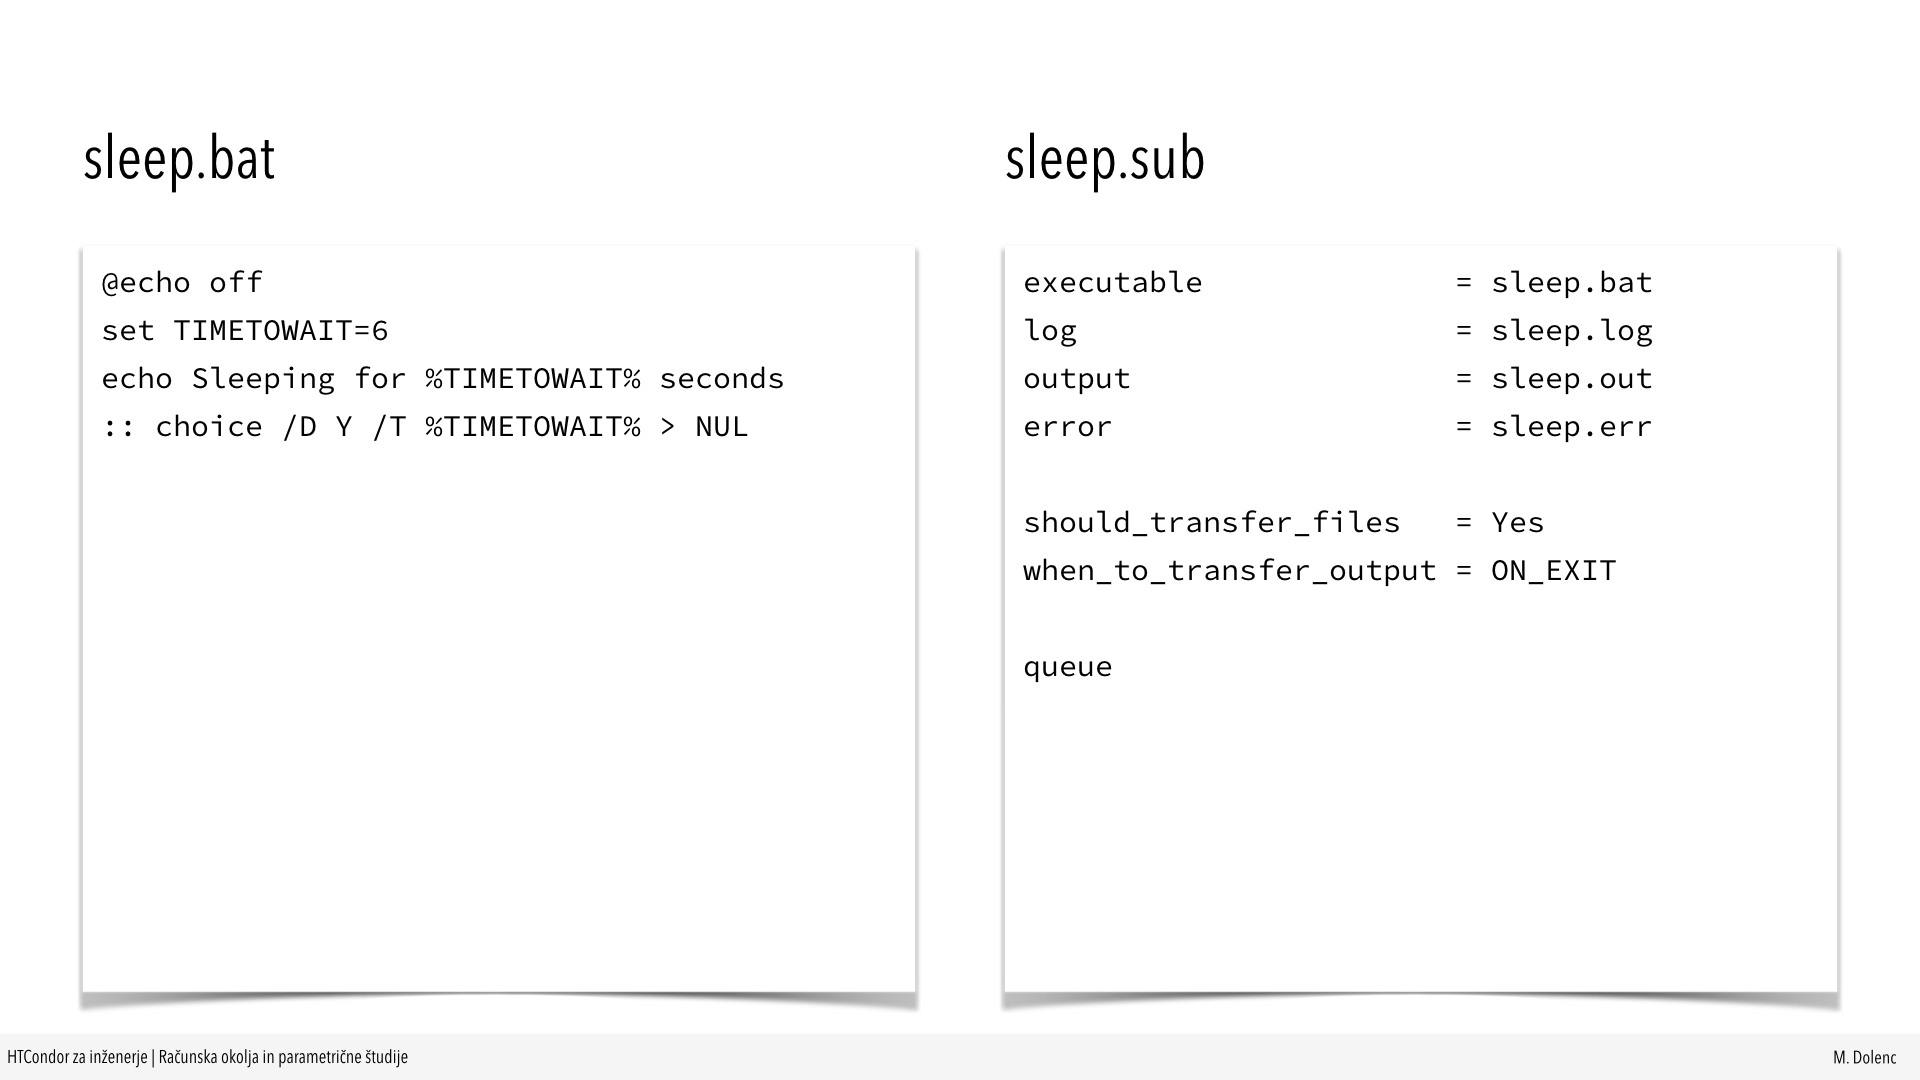 sleep.bat
@echo off
set TIMETOWAIT=6
echo Sleeping for %TIMETOWAIT% seconds
:: choice /D Y /T %TIMETOWAIT% > NUL
sleep.sub
executable              = sleep.bat
log                     = sleep.log
output                  = sleep.out
error                   = sleep.err
should_transfer_files   = Yes
when_to_transfer_output = ON_EXIT
queue
HTCondor za inženerje | Računska okolja in parametrične študije
M. Dolenc